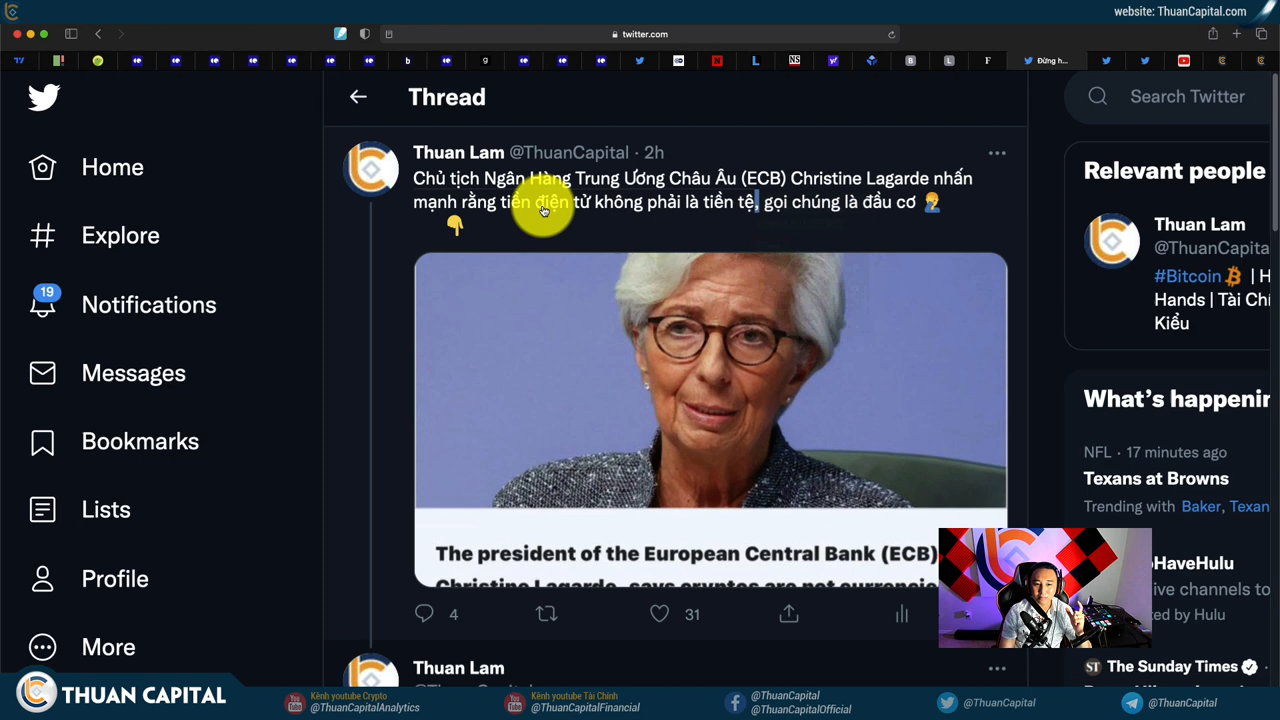 website: ThuanCapital.com
twitter.com
Đừng h...
Thread
Search Twitter
Home
Explore
19
Notifications
Messages
Bookmarks
Lists
Profile
More
Thuan Lam @ThuanCapital · 2h
Chủ tịch Ngân Hàng Trung Ương Châu Âu (ECB) Christine Lagarde nhấn
mạnh rằng tiền điện tử không phải là tiền tệ, gọi chúng là đầu cơ
The president of the European Central Bank (ECB)
Christine Lagarde, says cryptos are not currencie
4
31
Thuan Lam
Relevant people
Thuan Lam
@ThuanCapita
#Bitcoin | H
Hands | Tài Chí
Kiểu
What's happenin
NFL · 17 minutes ago
Texans at Browns
Trending with Baker, Texan
oHaveHulu
ive channels to
ted by Hulu
The Sunday Times
THUAN CAPITAL
Kênh youtube Crypto
@ThuanCapitalAnalytics
Kênh youtube Tài Chính
@ThuanCapitalFinancial
@ThuanCapital
@ThuanCapitalOfficial
@ThuanCapital
@ThuanCapital